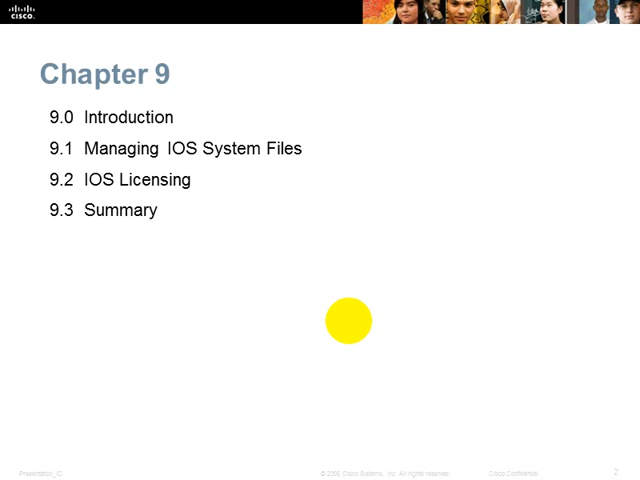 CISCO.
Chapter 9
9.0 Introduction
9.1 Managing IOS System Files
9.2 IOS Licensing
9.3 Summary
Presentation_ID
© 2008 Cisco Systems, Inc. All rights reserved.
Cisco Confidential
2